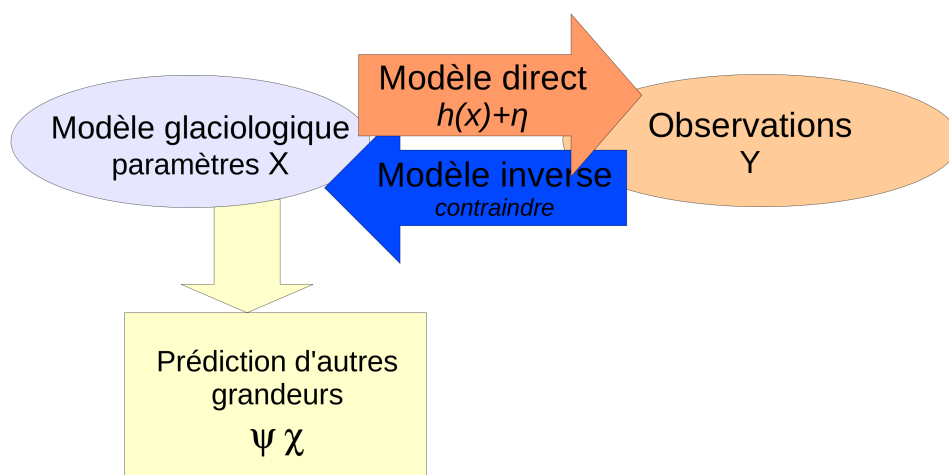 Modèle direct
h(x)+η
Modèle glaciologique
paramètres X
Observations
Y
Modèle inverse
contraindre
Prédiction d'autres
grandeurs
ψ χ